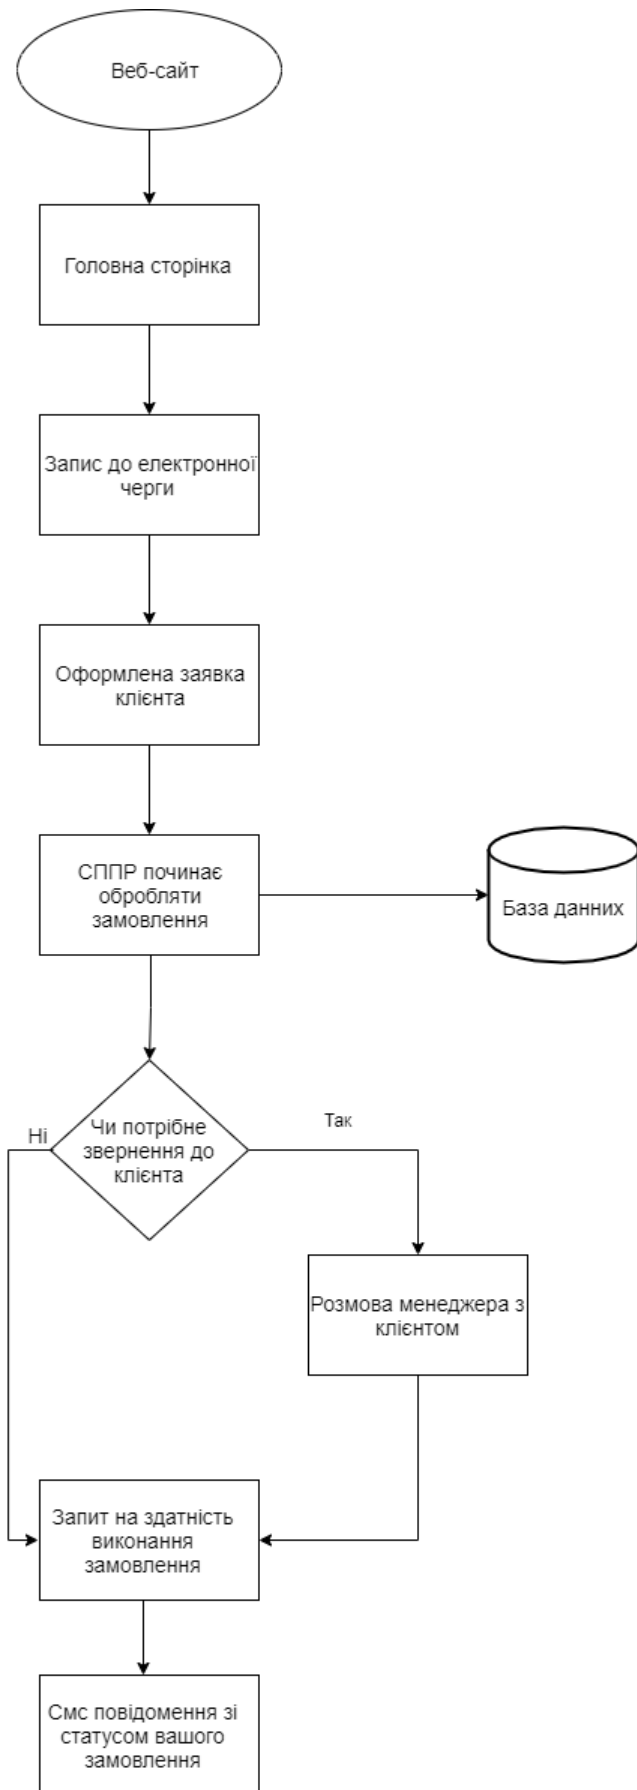 Веб-сайт
Головна сторінка
Запис до електронної
черги
Оформлена заявка
клієнта
СППР починає
обробляти
замовлення
База данних
Чи потрібне
звернення до
клієнта
Ні
Так
Розмова менеджера з
клієнтом
Запит на здатність
виконання
замовлення
Смс повідомення зі
статусом вашого
замовлення